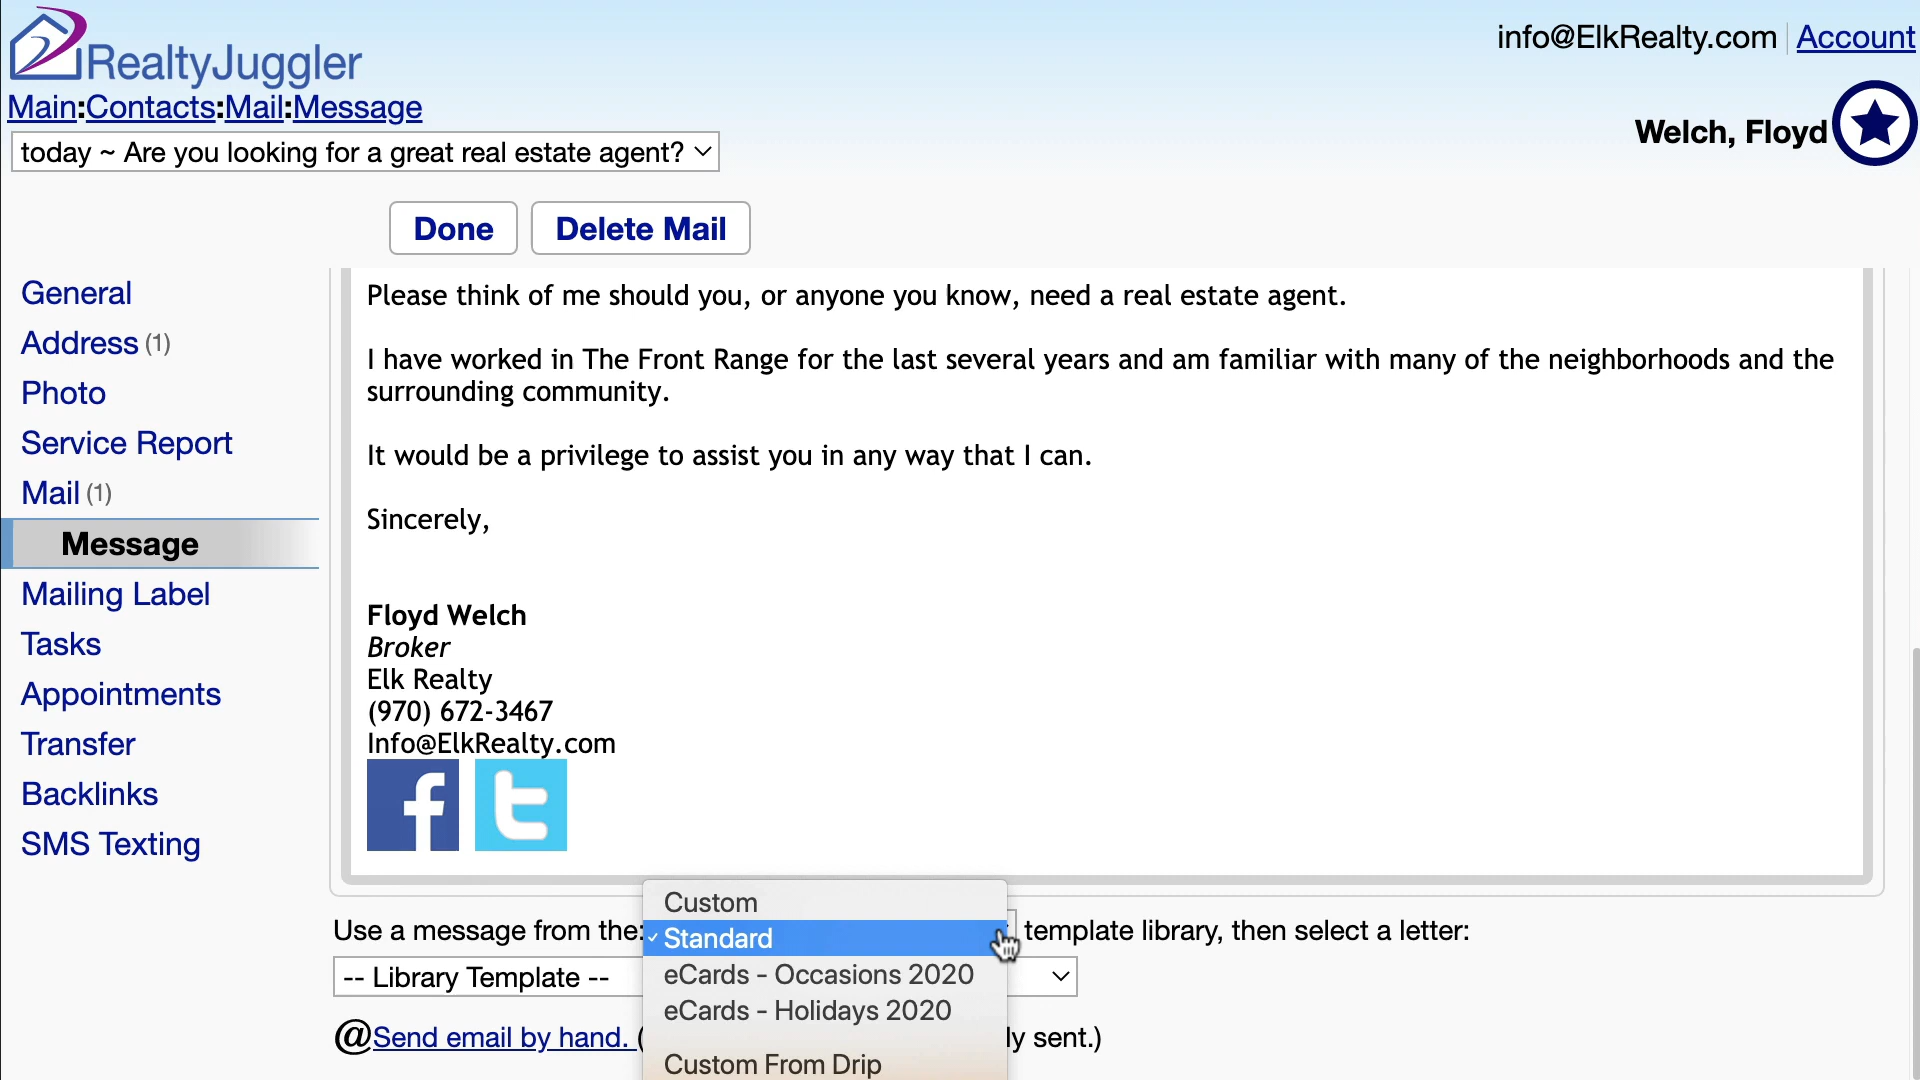 RealtyJuggler
info@ElkRealty.com Account
Main:Contacts:Mail:Message
Welch, Floyd
today ~ Are you looking for a great real estate agent?
Done Delete Mail
General
Address (1)
Photo
Service Report
Mail (1)
Message
Mailing Label
Tasks
Appointments
Transfer
Backlinks
SMS Texting
Please think of me should you, or anyone you know, need a real estate agent.
I have worked in The Front Range for the last several years and am familiar with many of the neighborhoods and the
surrounding community.
It would be a privilege to assist you in any way that I can.
Sincerely,
Floyd Welch
Broker
Elk Realty
(970) 672-3467
Info@ElkRealty.com
Use a message from the: template library, then select a letter:
-- Library Template --
@Send email by hand. ( ly sent.)
Custom
Standard
eCards - Occasions 2020
eCards - Holidays 2020
Custom From Drip